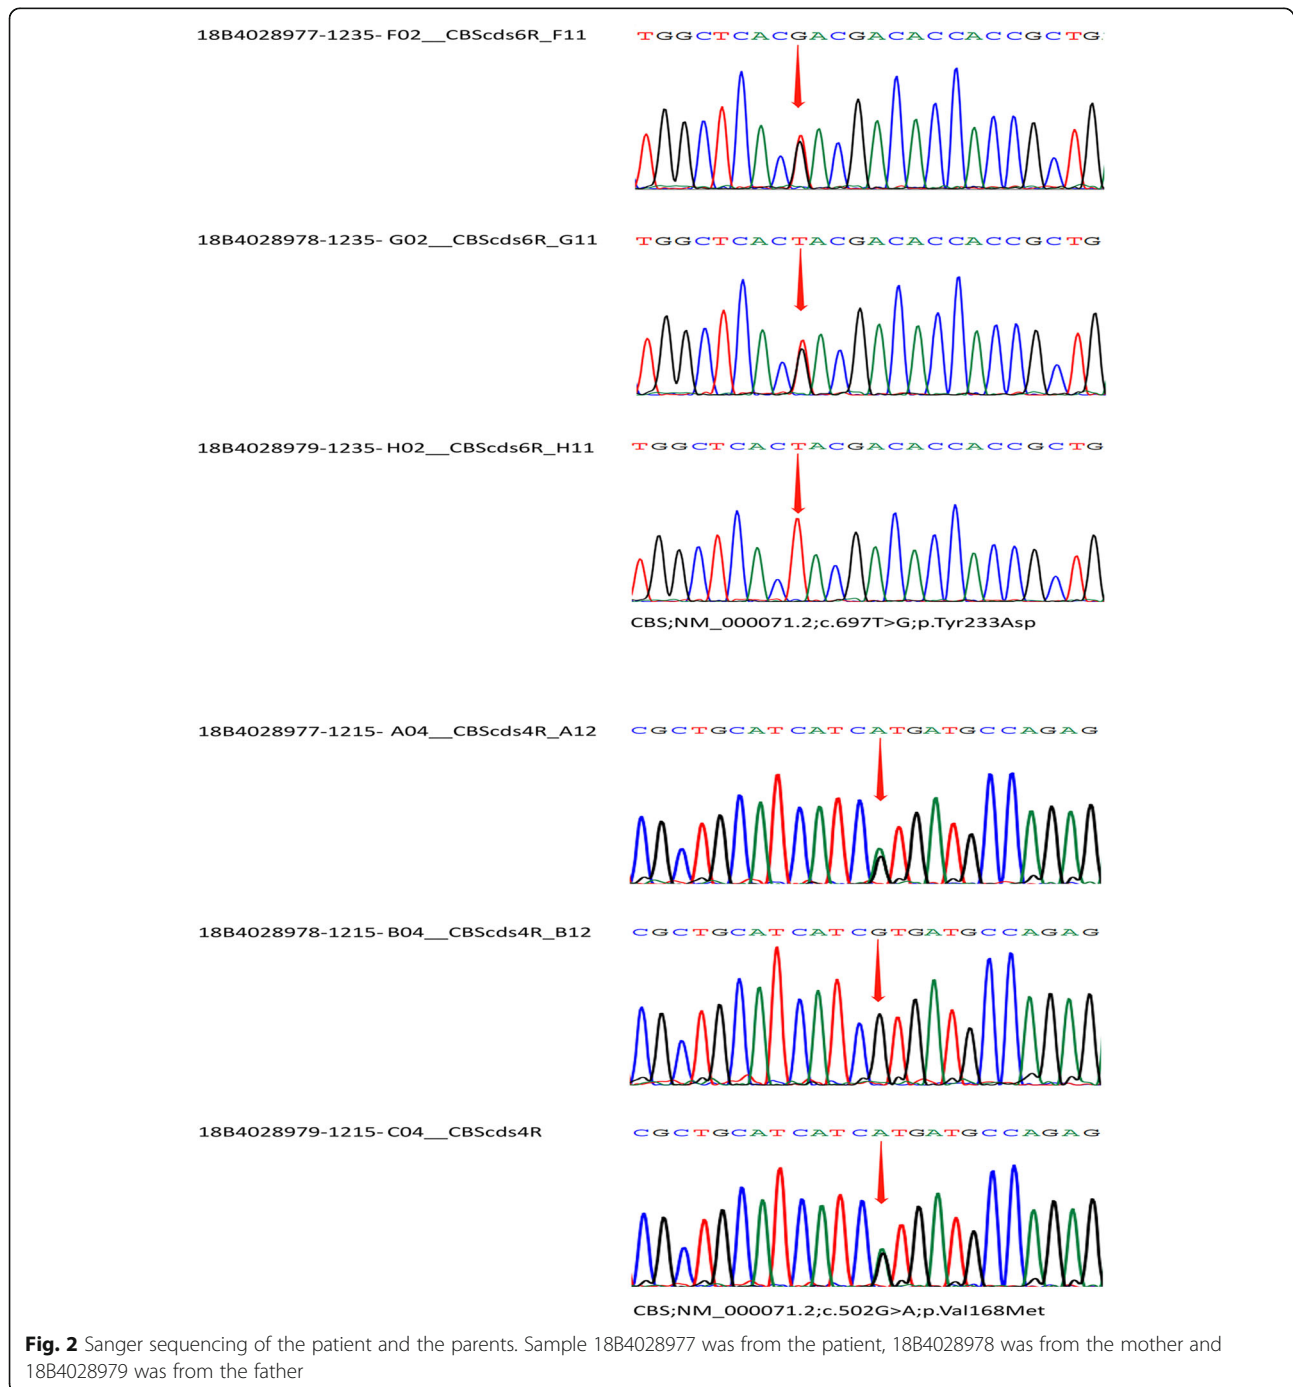 18B4028977-1235- F02__CBScds6R_F11 TGGCTCACGACGACACCACCGCTG
18B4028978-1235- G02__CBScds6R_G11 TGGCTCACTACGACACCACCGCTG
18B4028979-1235- H02__CBScds6R_H11 TGGCTCACTACGACACCACCGCTG
CBS;NM_000071.2;c.697T>G;p.Tyr233Asp
18B4028977-1215- A04__CBScds4R_A12 CGCTGCATCATCATGATGCCAGAG
18B4028978-1215- B04__CBScds4R_B12 CGCTGCATCATCGTGATGCCAGAG
18B4028979-1215- C04__CBScds4R CGCTGCATCATCATGATGCCAGAG
CBS;NM_000071.2;c.502G>A;p.Val168Met
Fig. 2 Sanger sequencing of the patient and the parents. Sample 18B4028977 was from the patient, 18B4028978 was from the mother and
18B4028979 was from the father